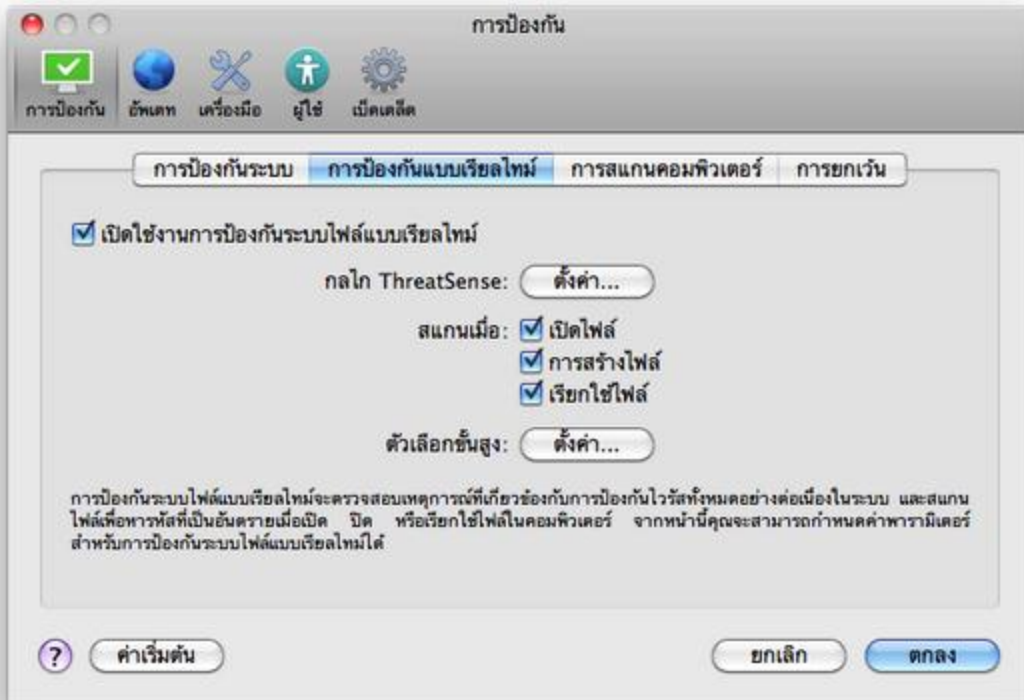 การป้องกัน
การป้องกัน อัพเดท เครื่องมือ ผู้ใช้ เบ็ดเตล็ด
การป้องกันระบบ การป้องกันแบบเรียลไทม์ การสแกนคอมพิวเตอร์ การยกเว้น
เปิดใช้งานการป้องกันระบบไฟล์แบบเรียลไทม์
กลไก ThreatSense: ตั้งค่า...
สแกนเมื่อ: เปิดไฟล์
การสร้างไฟล์
เรียกใช้ไฟล์
ตัวเลือกขั้นสูง: ตั้งค่า...
การป้องกันระบบไฟล์แบบเรียลไทม์จะตรวจสอบเหตุการณ์ที่เกี่ยวข้องกับการป้องกันไวรัสทั้งหมดอย่างต่อเนื่องในระบบ และสแกน
ไฟล์เพื่อหารหัสที่เป็นอันตรายเมื่อเปิด ปิด หรือเรียกใช้ไฟล์ในคอมพิวเตอร์ จากหน้านี้คุณจะสามารถกำหนดค่าพารามิเตอร์
สำหรับการป้องกันระบบไฟล์แบบเรียลไทม์ได้
? ค่าเริ่มต้น ยกเลิก ตกลง